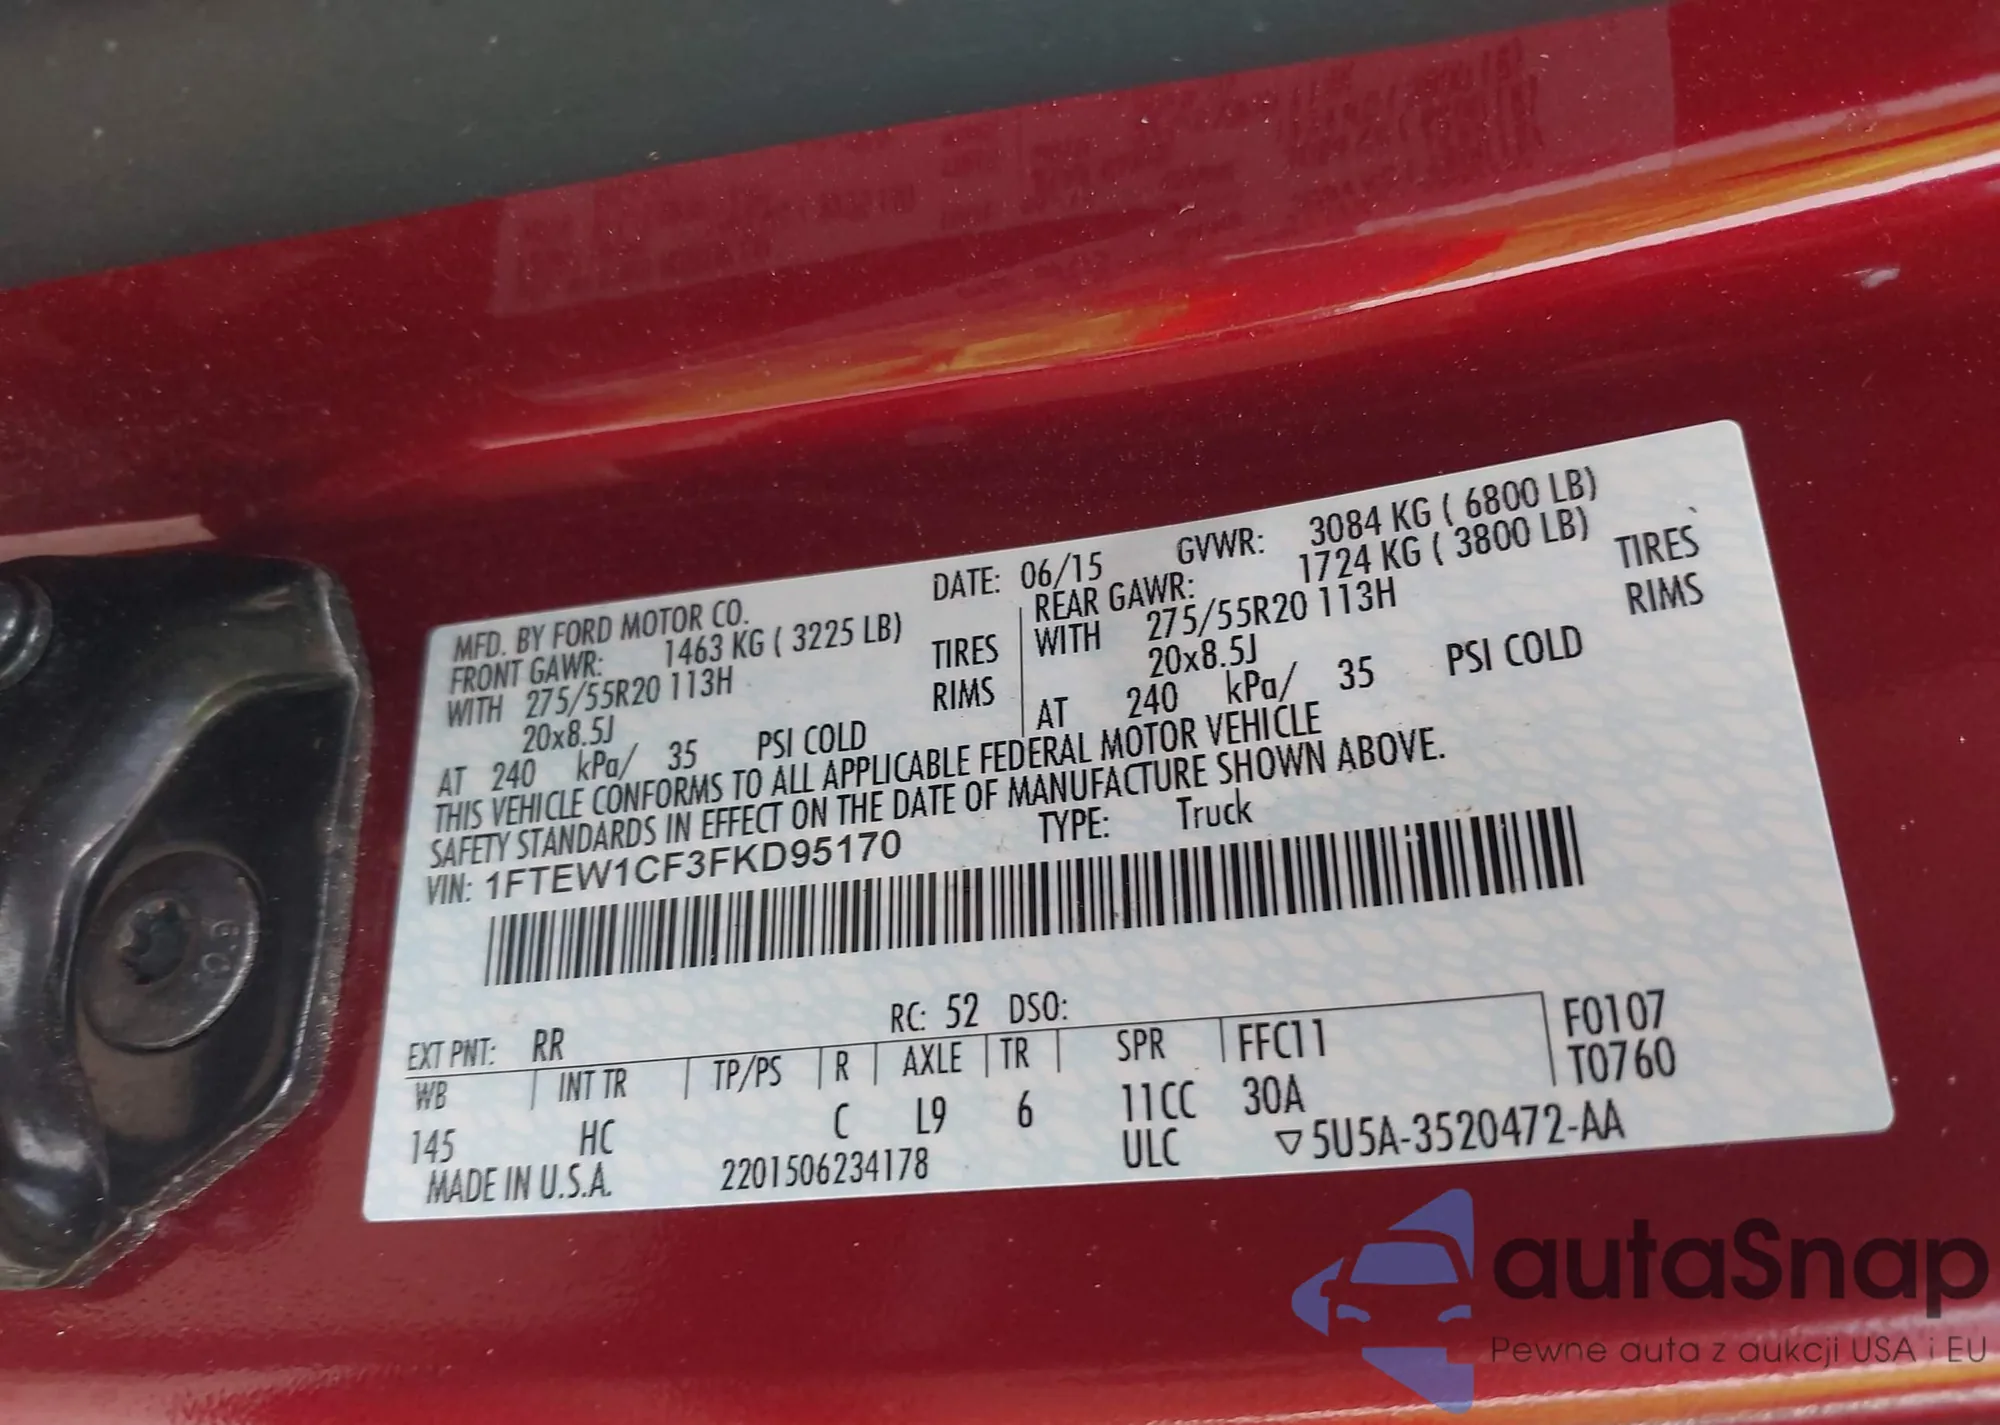 MFD. BY FORD MOTOR CO. DATE: 06/15 GVWR: 3084 KG ( 6800 LB)
FRONT GAWR: 1463 KG ( 3225 LB) REAR GAWR: 1724 KG ( 3800 LB)
WITH 275/55R20 113H TIRES WITH 275/55R20 113H TIRES
20x8.5J RIMS 20x8.5J RIMS
AT 240 kPa/ 35 PSI COLD AT 240 kPa/ 35 PSI COLD
THIS VEHICLE CONFORMS TO ALL APPLICABLE FEDERAL MOTOR VEHICLE
SAFETY STANDARDS IN EFFECT ON THE DATE OF MANUFACTURE SHOWN ABOVE.
VIN: 1FTEW1CF3FKD95170 TYPE: Truck
EXT PNT: RR RC: 52 DSO: F0107
WB INT TR TP/PS R AXLE TR SPR FFC11 T0760
145 HC C L9 6 11CC 30A
MADE IN U.S.A. 2201506234178 ULC ▽5U5A-3520472-AA
autaSnap
Pewne auta z aukcji USA i EU